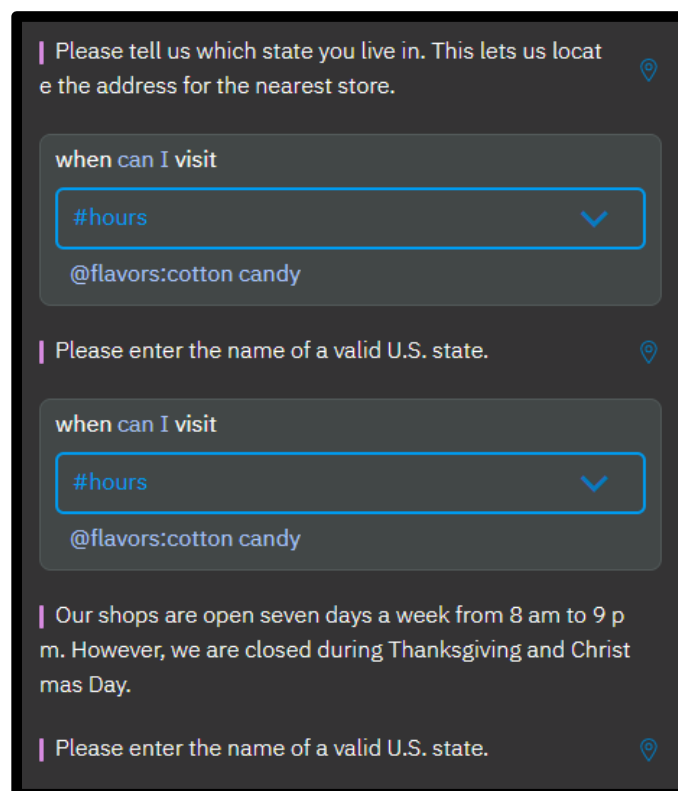 Please tell us which state you live in. This lets us locat
e the address for the nearest store.
when can I visit
#hours
@flavors:cotton candy
Please enter the name of a valid U.S. state.
when can I visit
#hours
@flavors:cotton candy
Our shops are open seven days a week from 8 am to 9 p
m. However, we are closed during Thanksgiving and Christ
mas Day.
Please enter the name of a valid U.S. state.